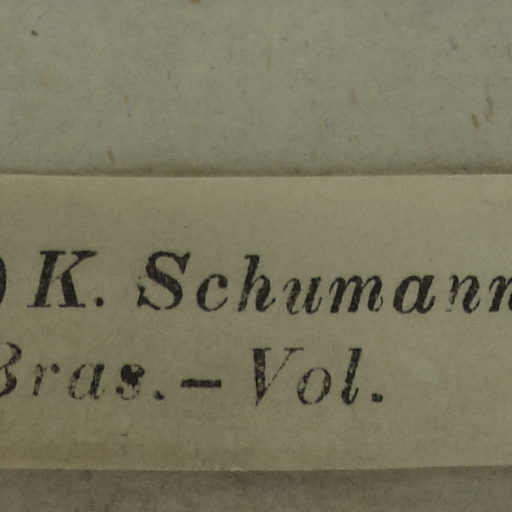 ) K. Schumann
Bras. – Vol.